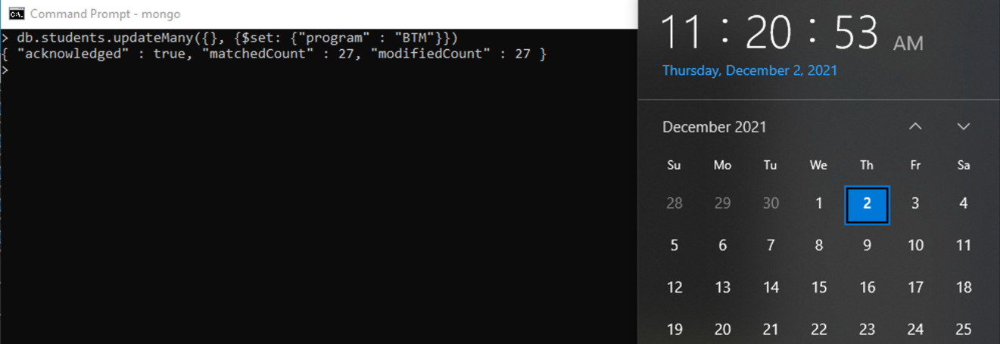 Command Prompt - mongo
> db.students.updateMany({}, {$set: {"program" : "BTM"}})
{ "acknowledged" : true, "matchedCount" : 27, "modifiedCount" : 27 }
>
11 : 20 : 53 AM
Thursday, December 2, 2021
December 2021
Su Mo Tu We Th Fr Sa
28 29 30 1 2 3 4
5 6 7 8 9 10 11
12 13 14 15 16 17 18
19 20 21 22 23 24 25